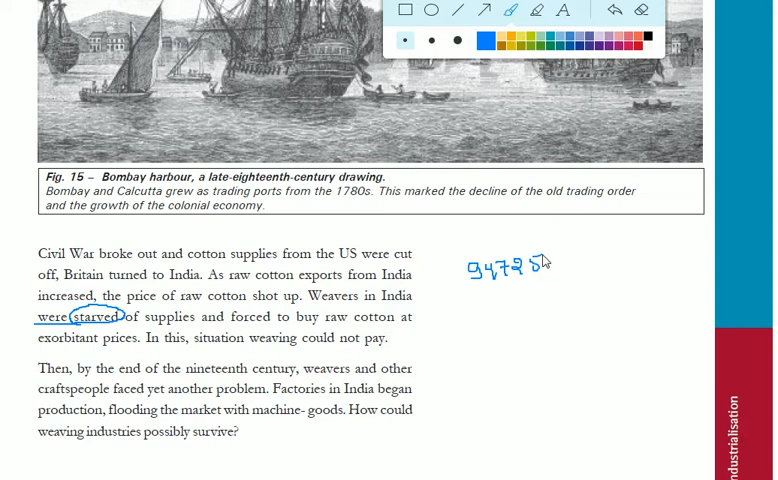 A
Fig. 15 – Bombay harbour, a late-eighteenth-century drawing.
Bombay and Calcutta grew as trading ports from the 1780s. This marked the decline of the old trading order
and the growth of the colonial economy.
Civil War broke out and cotton supplies from the US were cut
off, Britain turned to India. As raw cotton exports from India
increased, the price of raw cotton shot up. Weavers in India
were starved of supplies and forced to buy raw cotton at
exorbitant prices. In this, situation weaving could not pay.
Then, by the end of the nineteenth century, weavers and other
craftspeople faced yet another problem. Factories in India began
production, flooding the market with machine- goods. How could
weaving industries possibly survive?
94725
ndustrialisation